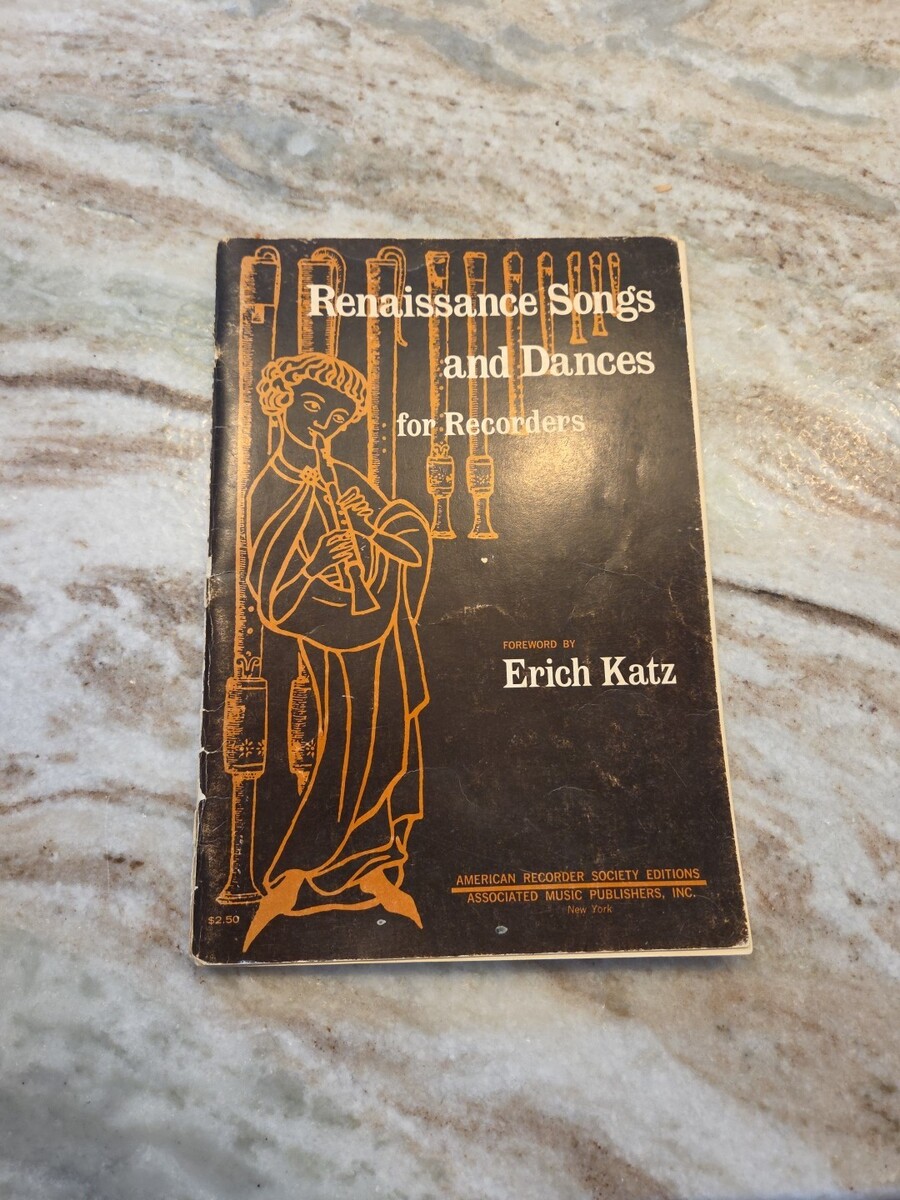 Renaissance Songs
and Dances
for Recorders
FOREWORD BY
Erich Katz
AMERICAN RECORDER SOCIETY EDITIONS
ASSOCIATED MUSIC PUBLISHERS, INC.
New York
$2.50